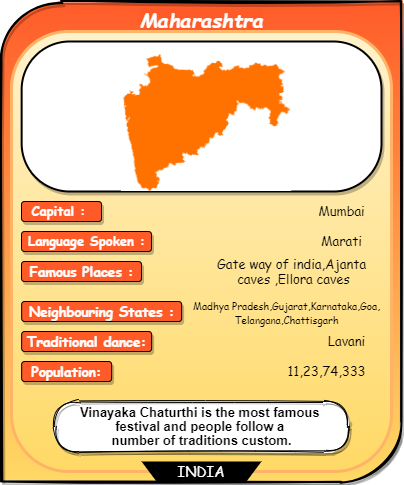 Maharashtra
Capital : Mumbai
Language Spoken : Marati
Famous Places : Gate way of india,Ajanta
caves ,Ellora caves
Neighbouring States : Madhya Pradesh,Gujarat,Karnataka,Goa,
Telangana,Chattisgarh
Traditional dance: Lavani
Population: 11,23,74,333
Vinayaka Chaturthi is the most famous
festival and people follow a
number of traditions custom.
INDIA